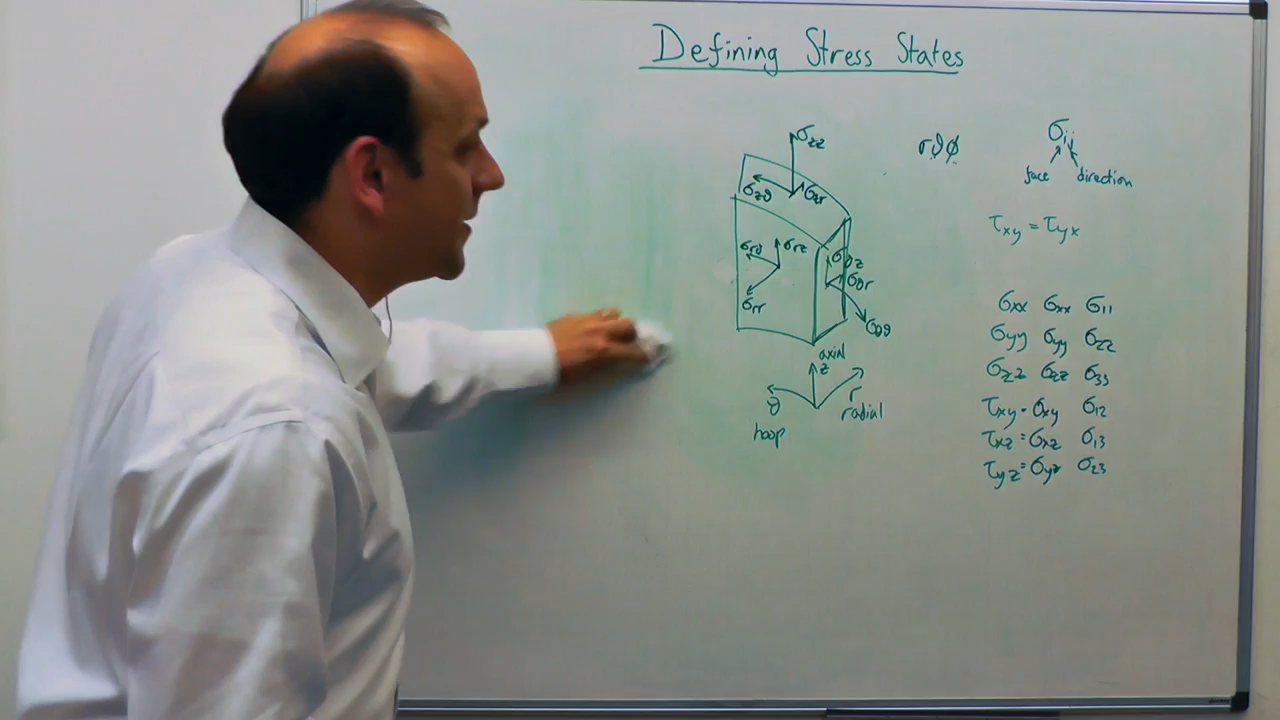 Defining Stress States
σzz
σzθ σzr
σrθ σrz
σrr
σθz
σθr
σθθ
axial
z
θ
r
radial
hoop
rθϕ
σij
face direction
τxy = τyx
σxx σxx σ11
σyy σyy σ22
σzz σzz σ33
τxy = σxy σ12
τxz = σxz σ13
τyz = σyz σ23